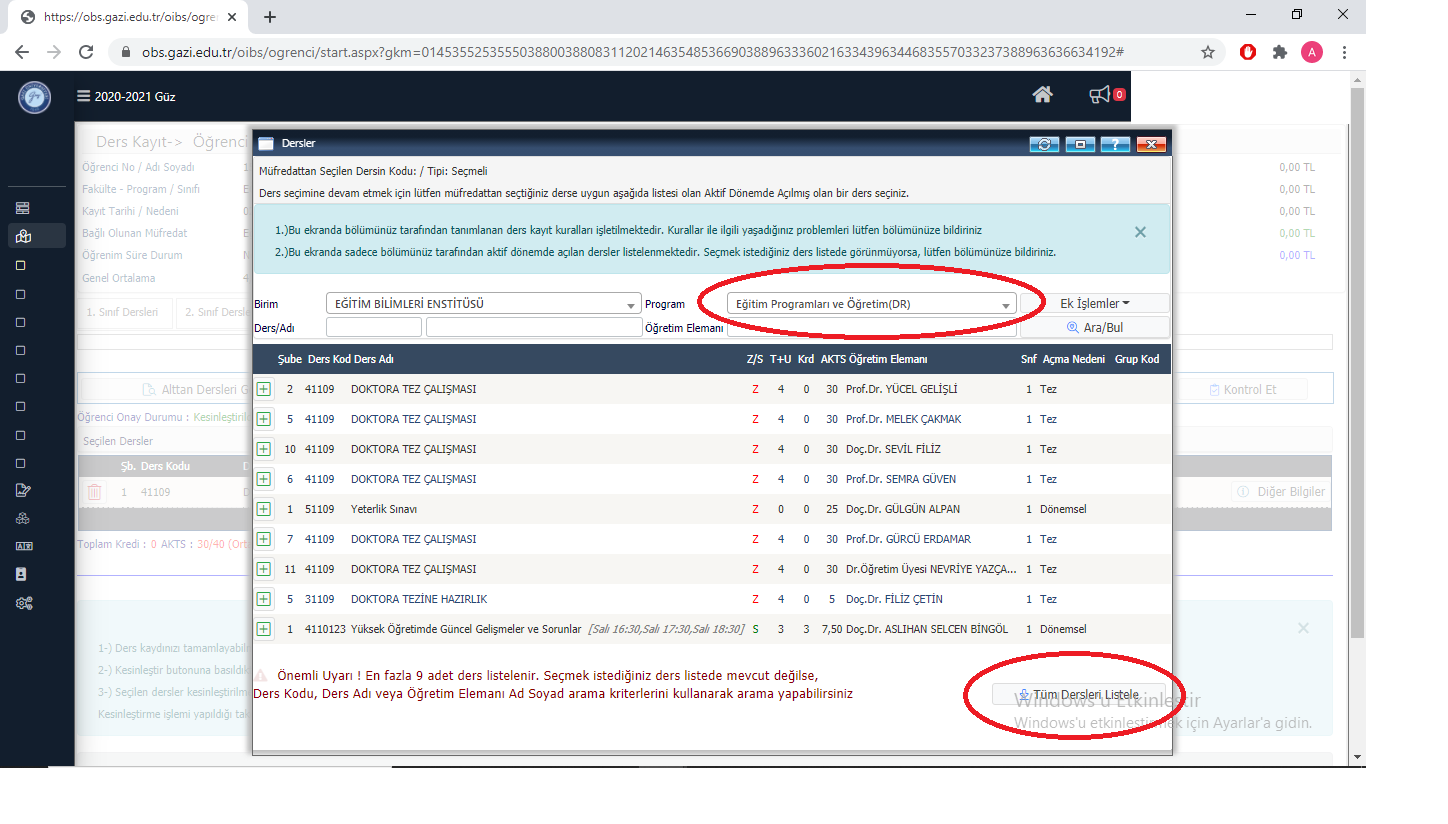 https://obs.gazi.edu.tr/oibs/ogre
obs.gazi.edu.tr/oibs/ogrenci/start.aspx?gkm=
A
2020-2021 Güz
0
Ders Kayıt-> Öğrenci
Öğrenci No / Adı Soyadı 1
0,00 TL
Fakülte - Program / Sınıfı E
0,00 TL
Kayıt Tarihi / Nedeni 0
0,00 TL
Bağlı Olunan Müfredat E
0,00 TL
Öğrenim Süre Durum N
0,00 TL
Genel Ortalama 4
1. Sınıf Dersleri 2. Sınıf Dersle
Alttan Dersleri G
Kontrol Et
Öğrenci Onay Durumu : Kesinleştiril
Seçilen Dersler
Şb. Ders Kodu D
1 41109 D
Diğer Bilgiler
Toplam Kredi : 0 AKTS : 30/40 (Ort
1-) Ders kaydınızı tamamlayabil
2-) Kesinleştir butonuna basıldık
3-) Seçilen dersler kesinleştirilm
Kesinleştirme işlemi yapıldığı tak
Dersler
?
Müfredattan Seçilen Dersin Kodu: / Tipi: Seçmeli
Ders seçimine devam etmek için lütfen müfredattan seçtiğiniz derse uygun aşağıda listesi olan Aktif Dönemde Açılmış olan bir ders seçiniz.
1.)Bu ekranda bölümünüz tarafından tanımlanan ders kayıt kuralları işletilmektedir. Kurallar ile ilgili yaşadığınız problemleri lütfen bölümünüze bildiriniz
2.)Bu ekranda sadece bölümünüz tarafından aktif dönemde açılan dersler listelenmektedir. Seçmek istediğiniz ders listede görünmüyorsa, lütfen bölümünüze bildiriniz.
Birim EĞİTİM BİLİMLERİ ENSTİTÜSÜ Program Eğitim Programları ve Öğretim(DR) Ek İşlemler
Ders/Adı Öğretim Elemanı Ara/Bul
Şube Ders Kod Ders Adı Z/S T+U Krd AKTS Öğretim Elemanı Snf Açma Nedeni Grup Kod
2 41109 DOKTORA TEZ ÇALIŞMASI Z 4 0 30 Prof.Dr. YÜCEL GELİŞLİ 1 Tez
5 41109 DOKTORA TEZ ÇALIŞMASI Z 4 0 30 Prof.Dr. MELEK ÇAKMAK 1 Tez
10 41109 DOKTORA TEZ ÇALIŞMASI Z 4 0 30 Doç.Dr. SEVİL FİLİZ 1 Tez
6 41109 DOKTORA TEZ ÇALIŞMASI Z 4 0 30 Prof.Dr. SEMRA GÜVEN 1 Tez
1 51109 Yeterlik Sınavı Z 0 0 25 Doç.Dr. GÜLGÜN ALPAN 1 Dönemsel
7 41109 DOKTORA TEZ ÇALIŞMASI Z 4 0 30 Prof.Dr. GÜRCÜ ERDAMAR 1 Tez
11 41109 DOKTORA TEZ ÇALIŞMASI Z 4 0 30 Dr.Öğretim Üyesi NEVRİYE YAZÇA... 1 Tez
5 31109 DOKTORA TEZİNE HAZIRLIK Z 4 0 5 Doç.Dr. FİLİZ ÇETİN 1 Tez
1 4110123 Yüksek Öğretimde Güncel Gelişmeler ve Sorunlar [Salı 16:30,Salı 17:30,Salı 18:30] S 3 3 7,50 Doç.Dr. ASLIHAN SELCEN BİNGÖL 1 Dönemsel
Önemli Uyarı ! En fazla 9 adet ders listelenir. Seçmek istediğiniz ders listede mevcut değilse,
Ders Kodu, Ders Adı veya Öğretim Elemanı Ad Soyad arama kriterlerini kullanarak arama yapabilirsiniz
Tüm Dersleri Listele
Windows'u Etkinleştir
Windows'u etkinleştirmek için Ayarlar'a gidin.